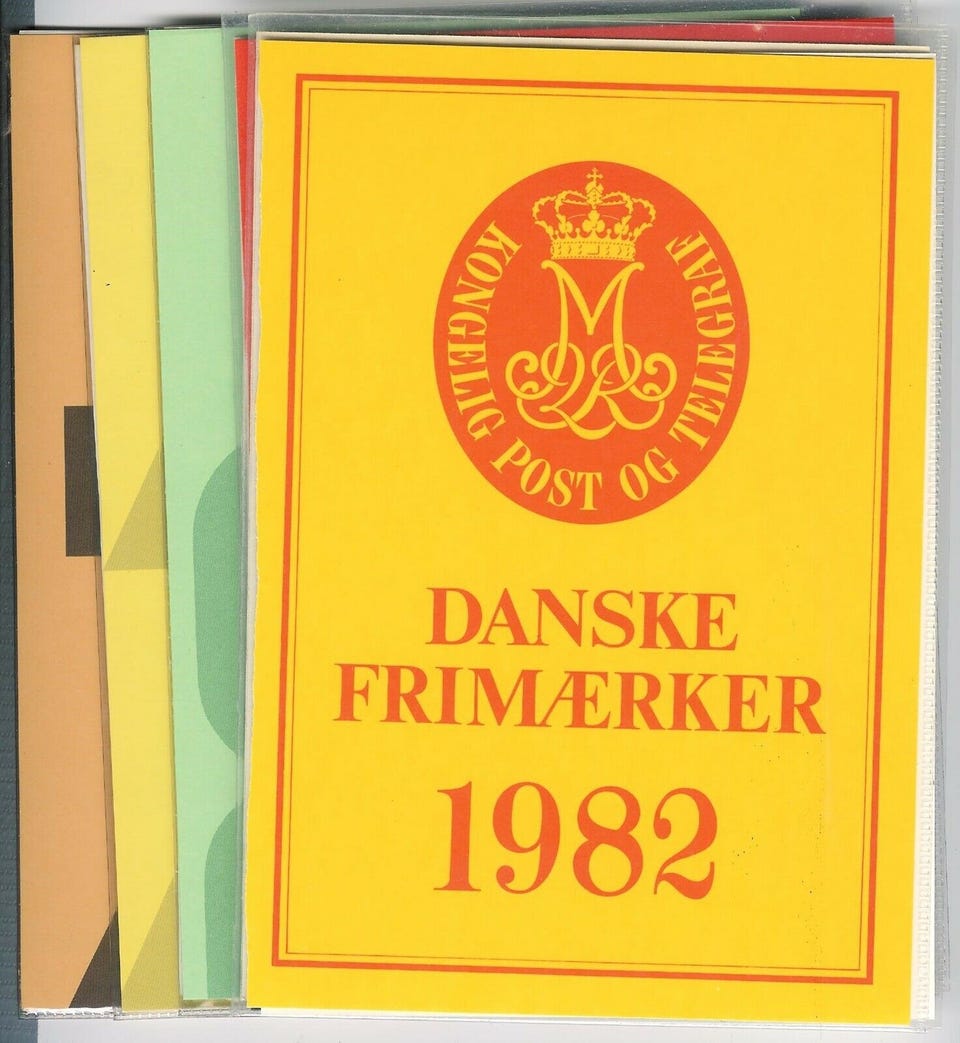 KONGELIG POST OG TELEGRAF
DANSKE
FRIMÆRKER
1982